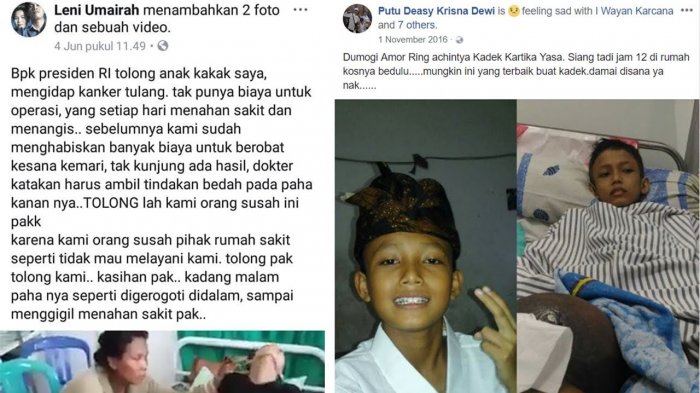 Leni Umairah menambahkan 2 foto
dan sebuah video.
4 Jun pukul 11.49
Bpk presiden RI tolong anak kakak saya,
mengidap kanker tulang. tak punya biaya untuk
operasi, yang setiap hari menahan sakit dan
menangis.. sebelumnya kami sudah
menghabiskan banyak biaya untuk berobat
kesana kemari, tak kunjung ada hasil, dokter
katakan harus ambil tindakan bedah pada paha
kanan nya..TOLONG lah kami orang susah ini
pakk
karena kami orang susah pihak rumah sakit
seperti tidak mau melayani kami. tolong pak
tolong kami.. kasihan pak.. kadang malam
paha nya seperti digerogoti didalam, sampai
menggigil menahan sakit pak..
Putu Deasy Krisna Dewi is feeling sad with I Wayan Karcana
and 7 others.
1 November 2016
Dumogi Amor Ring achintya Kadek Kartika Yasa. Siang tadi jam 12 di rumah
kosnya bedulu.....mungkin ini yang terbaik buat kadek.damai disana ya
nak......